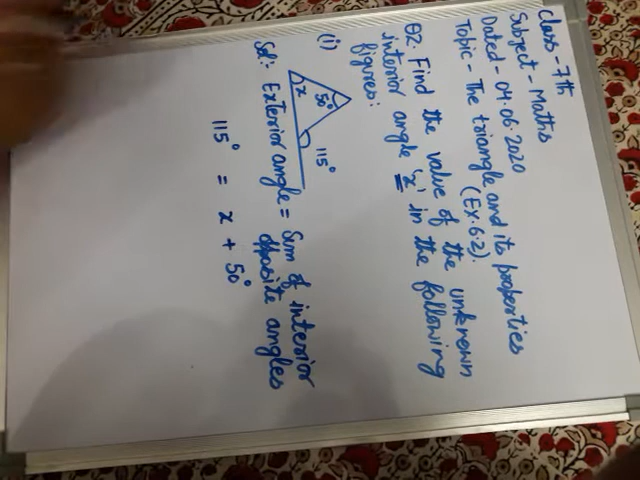 Class - 7th
Subject - Maths
Dated - 04.06.2020
Topic - The triangle and its properties
(Ex. 6.2).
Q2. Find the value of the unknown
interior angle 'x' in the following
figures:
(i)
50°
x
115°
Sol:- Exterior angle = Sum of interior
opposite angles
115° = x + 50°